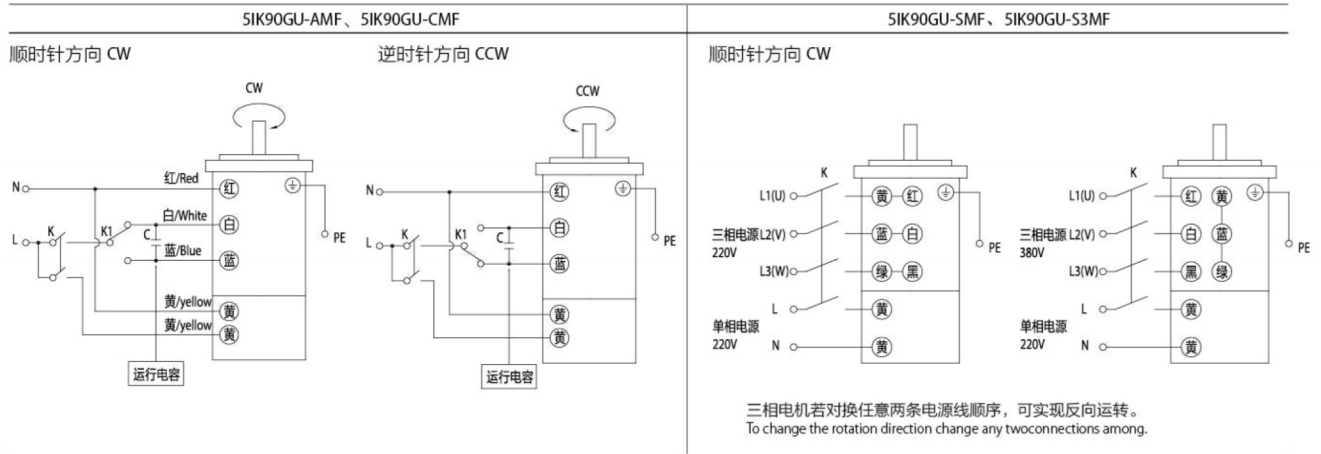 5IK90GU-AMF、5IK90GU-CMF
5IK90GU-SMF、5IK90GU-S3MF
顺时针方向 CW
逆时针方向 CCW
顺时针方向 CW
CW
N
红/Red
红
白/White
白
L
K
K1
C
蓝/Blue
蓝
PE
黄/yellow
黄
黄/yellow
黄
运行电容
CCW
N
红
白
L
K
K1
C
蓝
PE
黄
黄
运行电容
K
L1(U)
黄
红
三相电源 L2(V)
220V
蓝
白
PE
L3(W)
绿
黑
L
黄
单相电源
220V
N
黄
K
L1(U)
红
黄
三相电源 L2(V)
380V
白
蓝
PE
L3(W)
黑
绿
L
黄
单相电源
220V
N
黄
三相电机若对换任意两条电源线顺序，可实现反向运转。
To change the rotation direction change any twoconnections among.